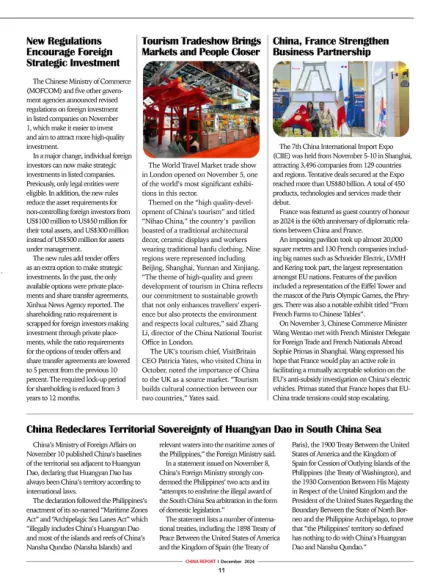 New Regulations
Encourage Foreign
Strategic Investment
The Chinese Ministry of Commerce
(MOFCOM) and five other govern-
ment agencies announced revised
regulations on foreign investment
in listed companies on November
1, which make it easier to invest
and aim to attract more high-quality
investment.
In a major change, individual foreign
investors can now make strategic
investments in listed companies.
Previously, only legal entities were
eligible. In addition, the new rules
reduce the asset requirements for
non-controlling foreign investors from
US$100 million to US$50 million for
their total assets, and US$300 million
instead of US$500 million for assets
under management.
The new rules add tender offers
as an extra option to make strategic
investments. In the past, the only
available options were private place-
ments and share transfer agreements,
Xinhua News Agency reported. The
shareholding ratio requirement is
scrapped for foreign investors making
investment through private place-
ments, while the ratio requirements
for the options of tender offers and
share transfer agreements are lowered
to 5 percent from the previous 10
percent. The required lock-up period
for shareholding is reduced from 3
years to 12 months.
Tourism Tradeshow Brings
Markets and People Closer
The World Travel Market trade show
in London opened on November 5, one
of the world's most significant exhibi-
tions in this sector.
Themed on the "high quality-devel-
opment of China's tourism" and titled
"Nihao China," the country's pavilion
boasted of a traditional architectural
decor, ceramic displays and workers
wearing traditional hanfu clothing. Nine
regions were represented including
Beijing, Shanghai, Yunnan and Xinjiang.
"The theme of high-quality and green
development of tourism in China reflects
our commitment to sustainable growth
that not only enhances travellers' experi-
ence but also protects the environment
and respects local cultures," said Zhang
Li, director of the China National Tourist
Office in London.
The UK's tourism chief, VisitBritain
CEO Patricia Yates, who visited China in
October, noted the importance of China
to the UK as a source market. "Tourism
builds cultural connection between our
two countries," Yates said.
China, France Strengthen
Business Partnership
The 7th China International Import Expo
(CIIE) was held from November 5-10 in Shanghai,
attracting 3,496 companies from 129 countries
and regions. Tentative deals secured at the Expo
reached more than US$80 billion. A total of 450
products, technologies and services made their
debut.
France was featured as guest country of honour
as 2024 is the 60th anniversary of diplomatic rela-
tions between China and France.
An imposing pavilion took up almost 20,000
square metres and 130 French companies includ-
ing big names such as Schneider Electric, LVMH
and Kering took part, the largest representation
amongst EU nations. Features of the pavilion
included a representation of the Eiffel Tower and
the mascot of the Paris Olympic Games, the Phry-
ges. There was also a notable exhibit titled "From
French Farms to Chinese Tables".
On November 3, Chinese Commerce Minister
Wang Wentao met with French Minister Delegate
for Foreign Trade and French Nationals Abroad
Sophie Primas in Shanghai. Wang expressed his
hope that France would play an active role in
facilitating a mutually acceptable solution on the
EU's anti-subsidy investigation on China's electric
vehicles. Primas stated that France hopes that EU-
China trade tensions could stop escalating.
China Redeclares Territorial Sovereignty of Huangyan Dao in South China Sea
China's Ministry of Foreign Affairs on
November 10 published China's baselines
of the territorial sea adjacent to Huangyan
Dao, declaring that Huangyan Dao has
always been China's territory according to
international laws.
The declaration followed the Philippines's
enactment of its so-named "Maritime Zones
Act" and "Archipelagic Sea Lanes Act" which
"illegally includes China's Huangyan Dao
and most of the islands and reefs of China's
Nansha Qundao (Nansha Islands) and
relevant waters into the maritime zones of
the Philippines," the Foreign Ministry said.
In a statement issued on November 8,
China's Foreign Ministry strongly con-
demned the Philippines' two acts and its
"attempts to enshrine the illegal award of
the South China Sea arbitration in the form
of domestic legislation."
The statement lists a number of interna-
tional treaties, including the 1898 Treaty of
Peace Between the United States of America
and the Kingdom of Spain (the Treaty of
Paris), the 1900 Treaty Between the United
States of America and the Kingdom of
Spain for Cession of Outlying Islands of the
Philippines (the Treaty of Washington), and
the 1930 Convention Between His Majesty
in Respect of the United Kingdom and the
President of the United States Regarding the
Boundary Between the State of North Bor-
neo and the Philippine Archipelago, to prove
that "the Philippines' territory so defined
has nothing to do with China's Huangyan
Dao and Nansha Qundao."
CHINA REPORT I December 2024
11